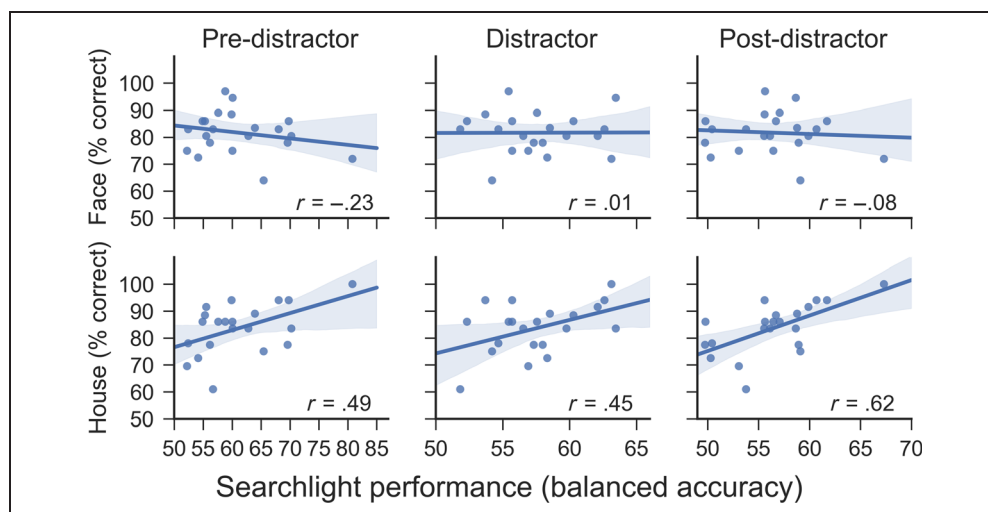 Pre-distractor Distractor Post-distractor
Face (% correct)
100
90
80
70
60
50
r = –.23
r = .01
r = –.08
House (% correct)
100
90
80
70
60
50
r = .49
r = .45
r = .62
50 55 60 65 70 75 80 85
50 55 60 65
50 55 60 65 70
Searchlight performance (balanced accuracy)